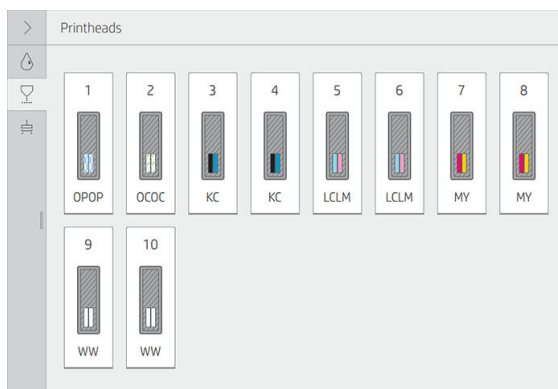 Printheads
1 2 3 4 5 6 7 8
OPOP OCOC KC KC LCLM LCLM MY MY
9 10
WW WW